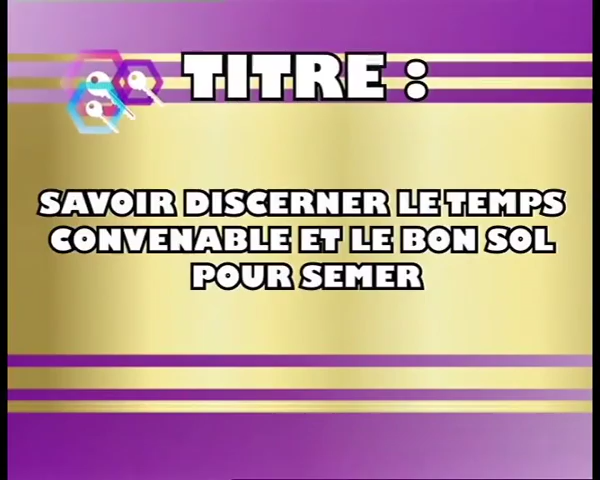 TITRE :
SAVOIR DISCERNER LE TEMPS
CONVENABLE ET LE BON SOL
POUR SEMER